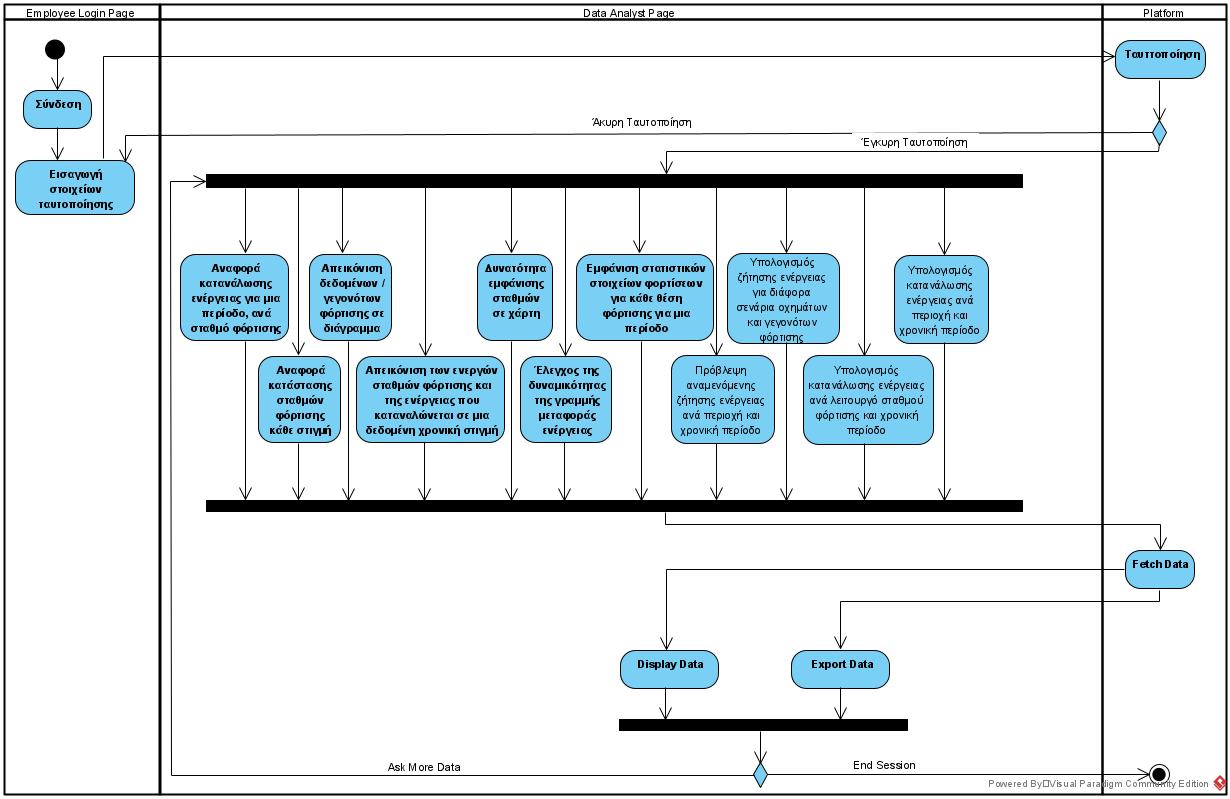 Employee Login Page
Data Analyst Page
Platform
Σύνδεση
Ταυττοποίηση
Άκυρη Ταυτοποίηση
Έγκυρη Ταυτοποίηση
Εισαγωγή
στοιχείων
ταυτοποίησης
Αναφορά
κατανάλωσης
ενέργειας για μια
περίοδο, ανά
σταθμό φόρτισης
Απεικόνιση
δεδομένων /
γεγονότων
φόρτισης σε
διάγραμμα
Δυνατότητα
εμφάνισης
σταθμών
σε χάρτη
Εμφάνιση στατιστικών
στοιχείων φορτίσεων
για κάθε θέση
φόρτισης για μια
περίοδο
Υπολογισμός
ζήτησης ενέργειας
για διάφορα
σενάρια οχημάτων
και γεγονότων
φόρτισης
Υπολογισμός
κατανάλωσης
ενέργειας ανά
περιοχή και
χρονική περίοδο
Αναφορά
κατάστασης
σταθμών
φόρτισης
κάθε στιγμή
Απεικόνιση των ενεργών
σταθμών φόρτισης και
της ενέργειας που
καταναλώνεται σε μια
δεδομένη χρονική στιγμή
Έλεγχος της
δυναμικότητας
της γραμμής
μεταφοράς
ενέργειας
Πρόβλεψη
αναμενόμενης
ζήτησης ενέργειας
ανά περιοχή και
χρονική περίοδο
Υπολογισμός
κατανάλωσης ενέργειας
ανά λειτουργό σταθμού
φόρτισης και χρονική
περίοδο
Fetch Data
Display Data
Export Data
Ask More Data
End Session
Powered By Visual Paradigm Community Edition